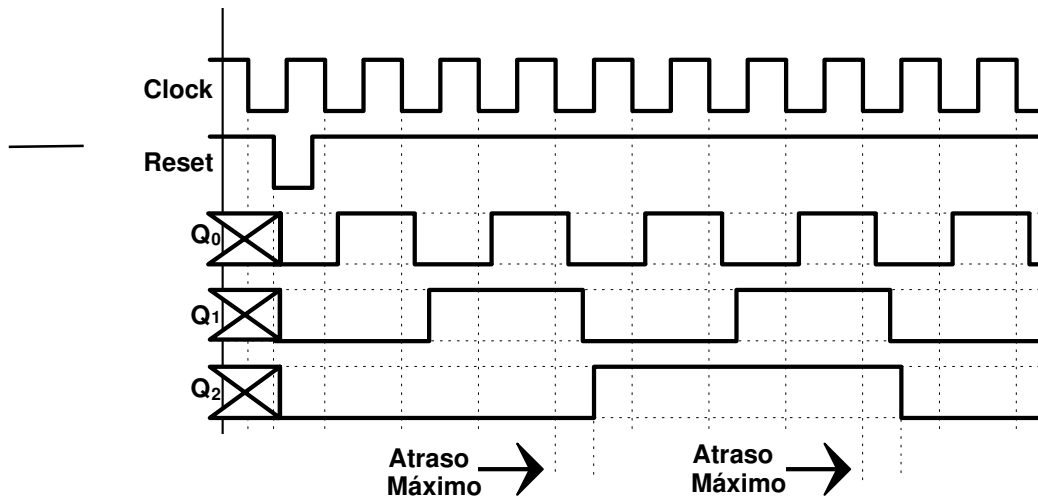 Clock
Reset
Q₀
Q₁
Q₂
Atraso
Máximo
Atraso
Máximo